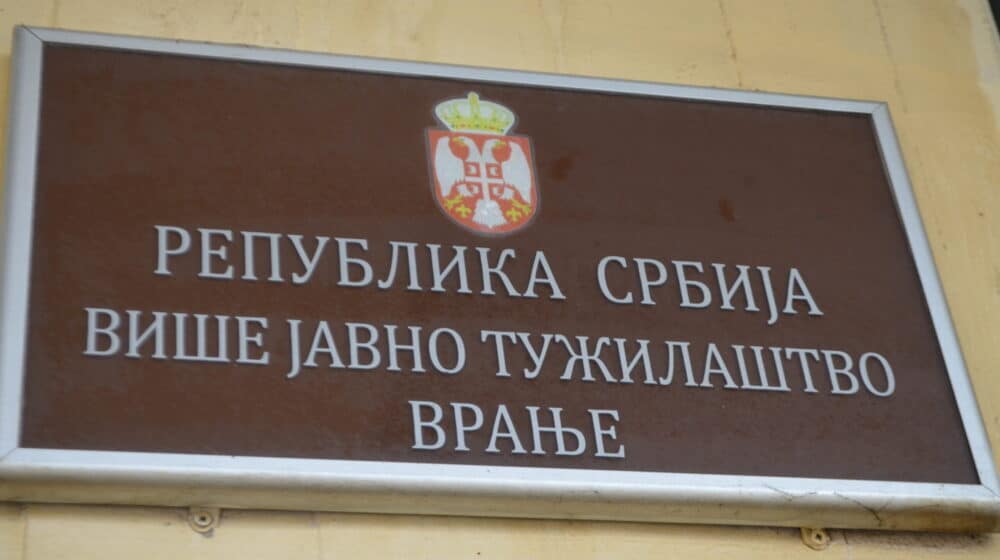 РЕПУБЛИКА СРБИЈА
ВИШЕ ЈАВНО ТУЖИЛАШТВО
ВРАЊЕ